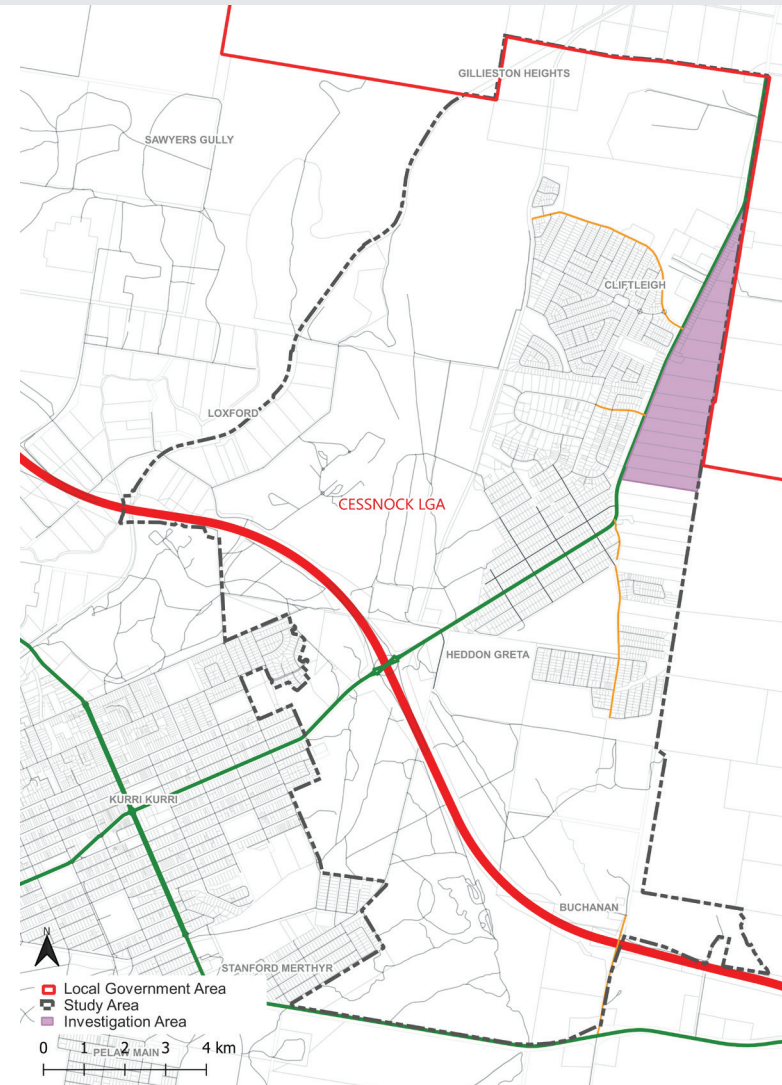 GILLIESTON HEIGHTS
SAWYERS GULLY
CLIFTLEIGH
LOXFORD
CESSNOCK LGA
HEDDON GRETA
KURRI KURRI
BUCHANAN
N
STANFORD MERTHYR
Local Government Area
Study Area
Investigation Area
0 1 2 3 4 km
PELAW MAIN